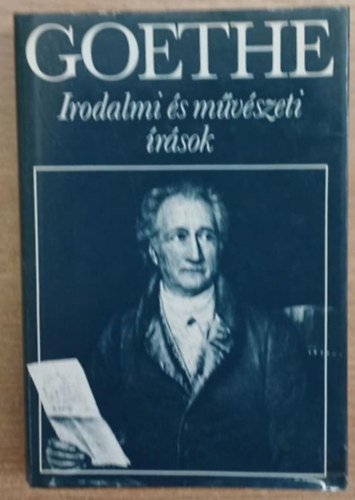 GOETHE
Irodalmi és művészeti
írások